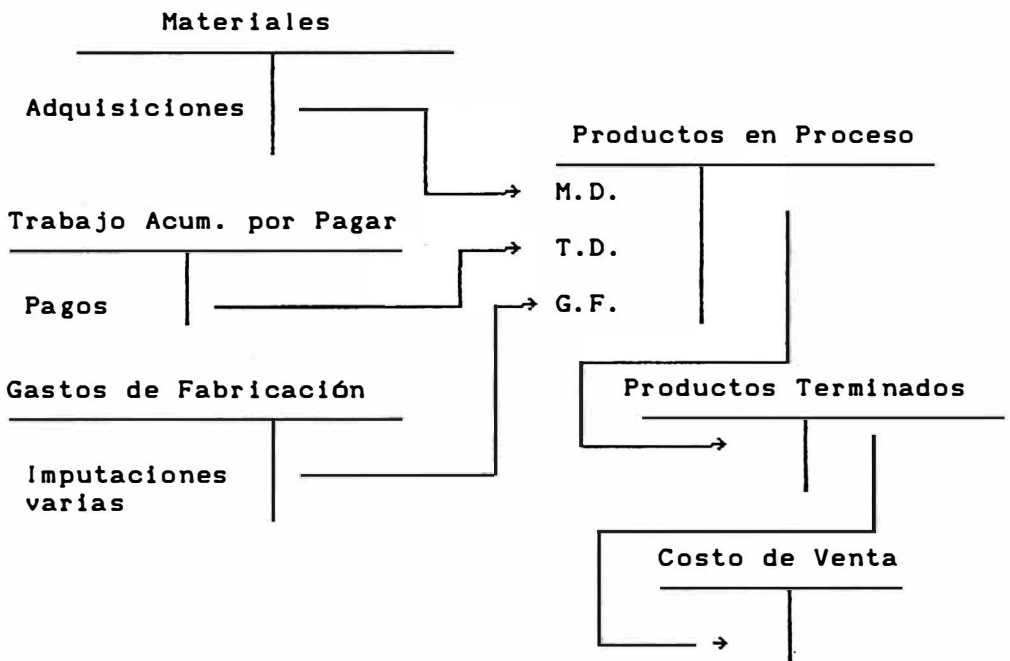 Materiales
Adquisiciones
Productos en Proceso
M.D.
Trabajo Acum. por Pagar
T.D.
Pagos
G.F.
Gastos de Fabricación
Productos Terminados
Imputaciones
varias
Costo de Venta